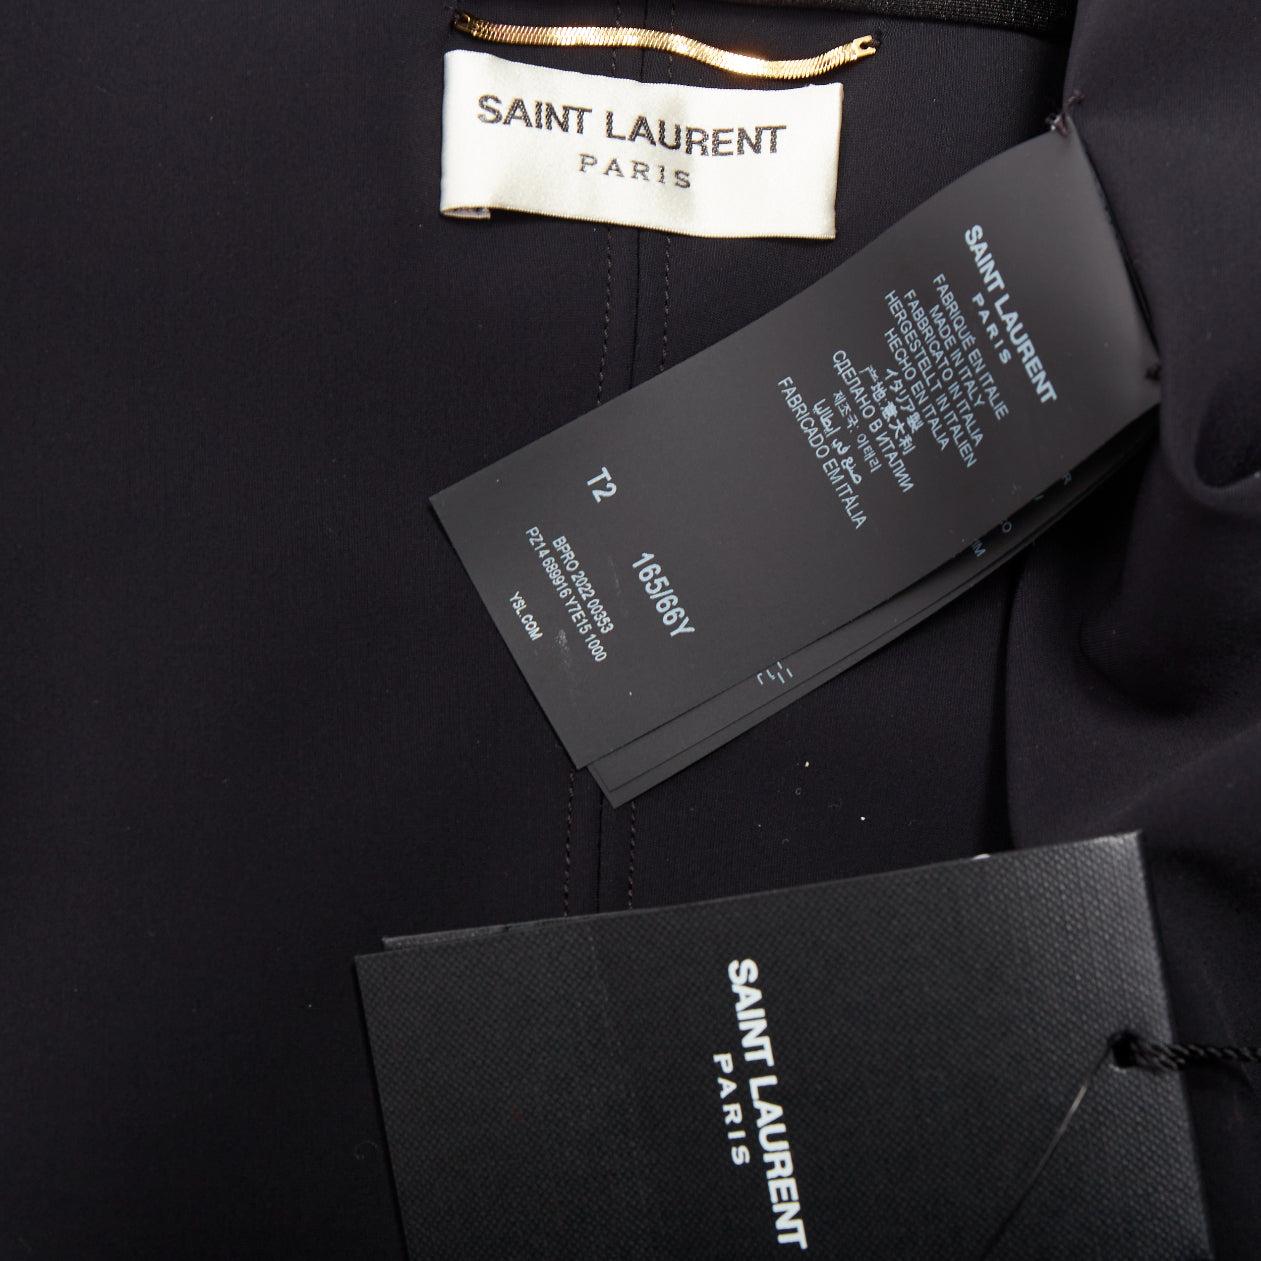 SAINT LAURENT
PARIS
SAINT LAURENT
PARIS
FABRIQUÉ EN ITALIE
MADE IN ITALY
FABBRICATO IN ITALIA
HERGESTELLT IN ITALIEN
HECHO EN ITALIA
イタリア製
产地意大利
СДЕЛАНО В ИТАЛИИ
제조국: 이태리
صنع في إيطاليا
FABRICADO EM ITÁLIA
T2
165/66Y
BPRO 2022 00353
PZ14 689916 Y7E15 1000
YSL.COM
SAINT LAURENT
PARIS